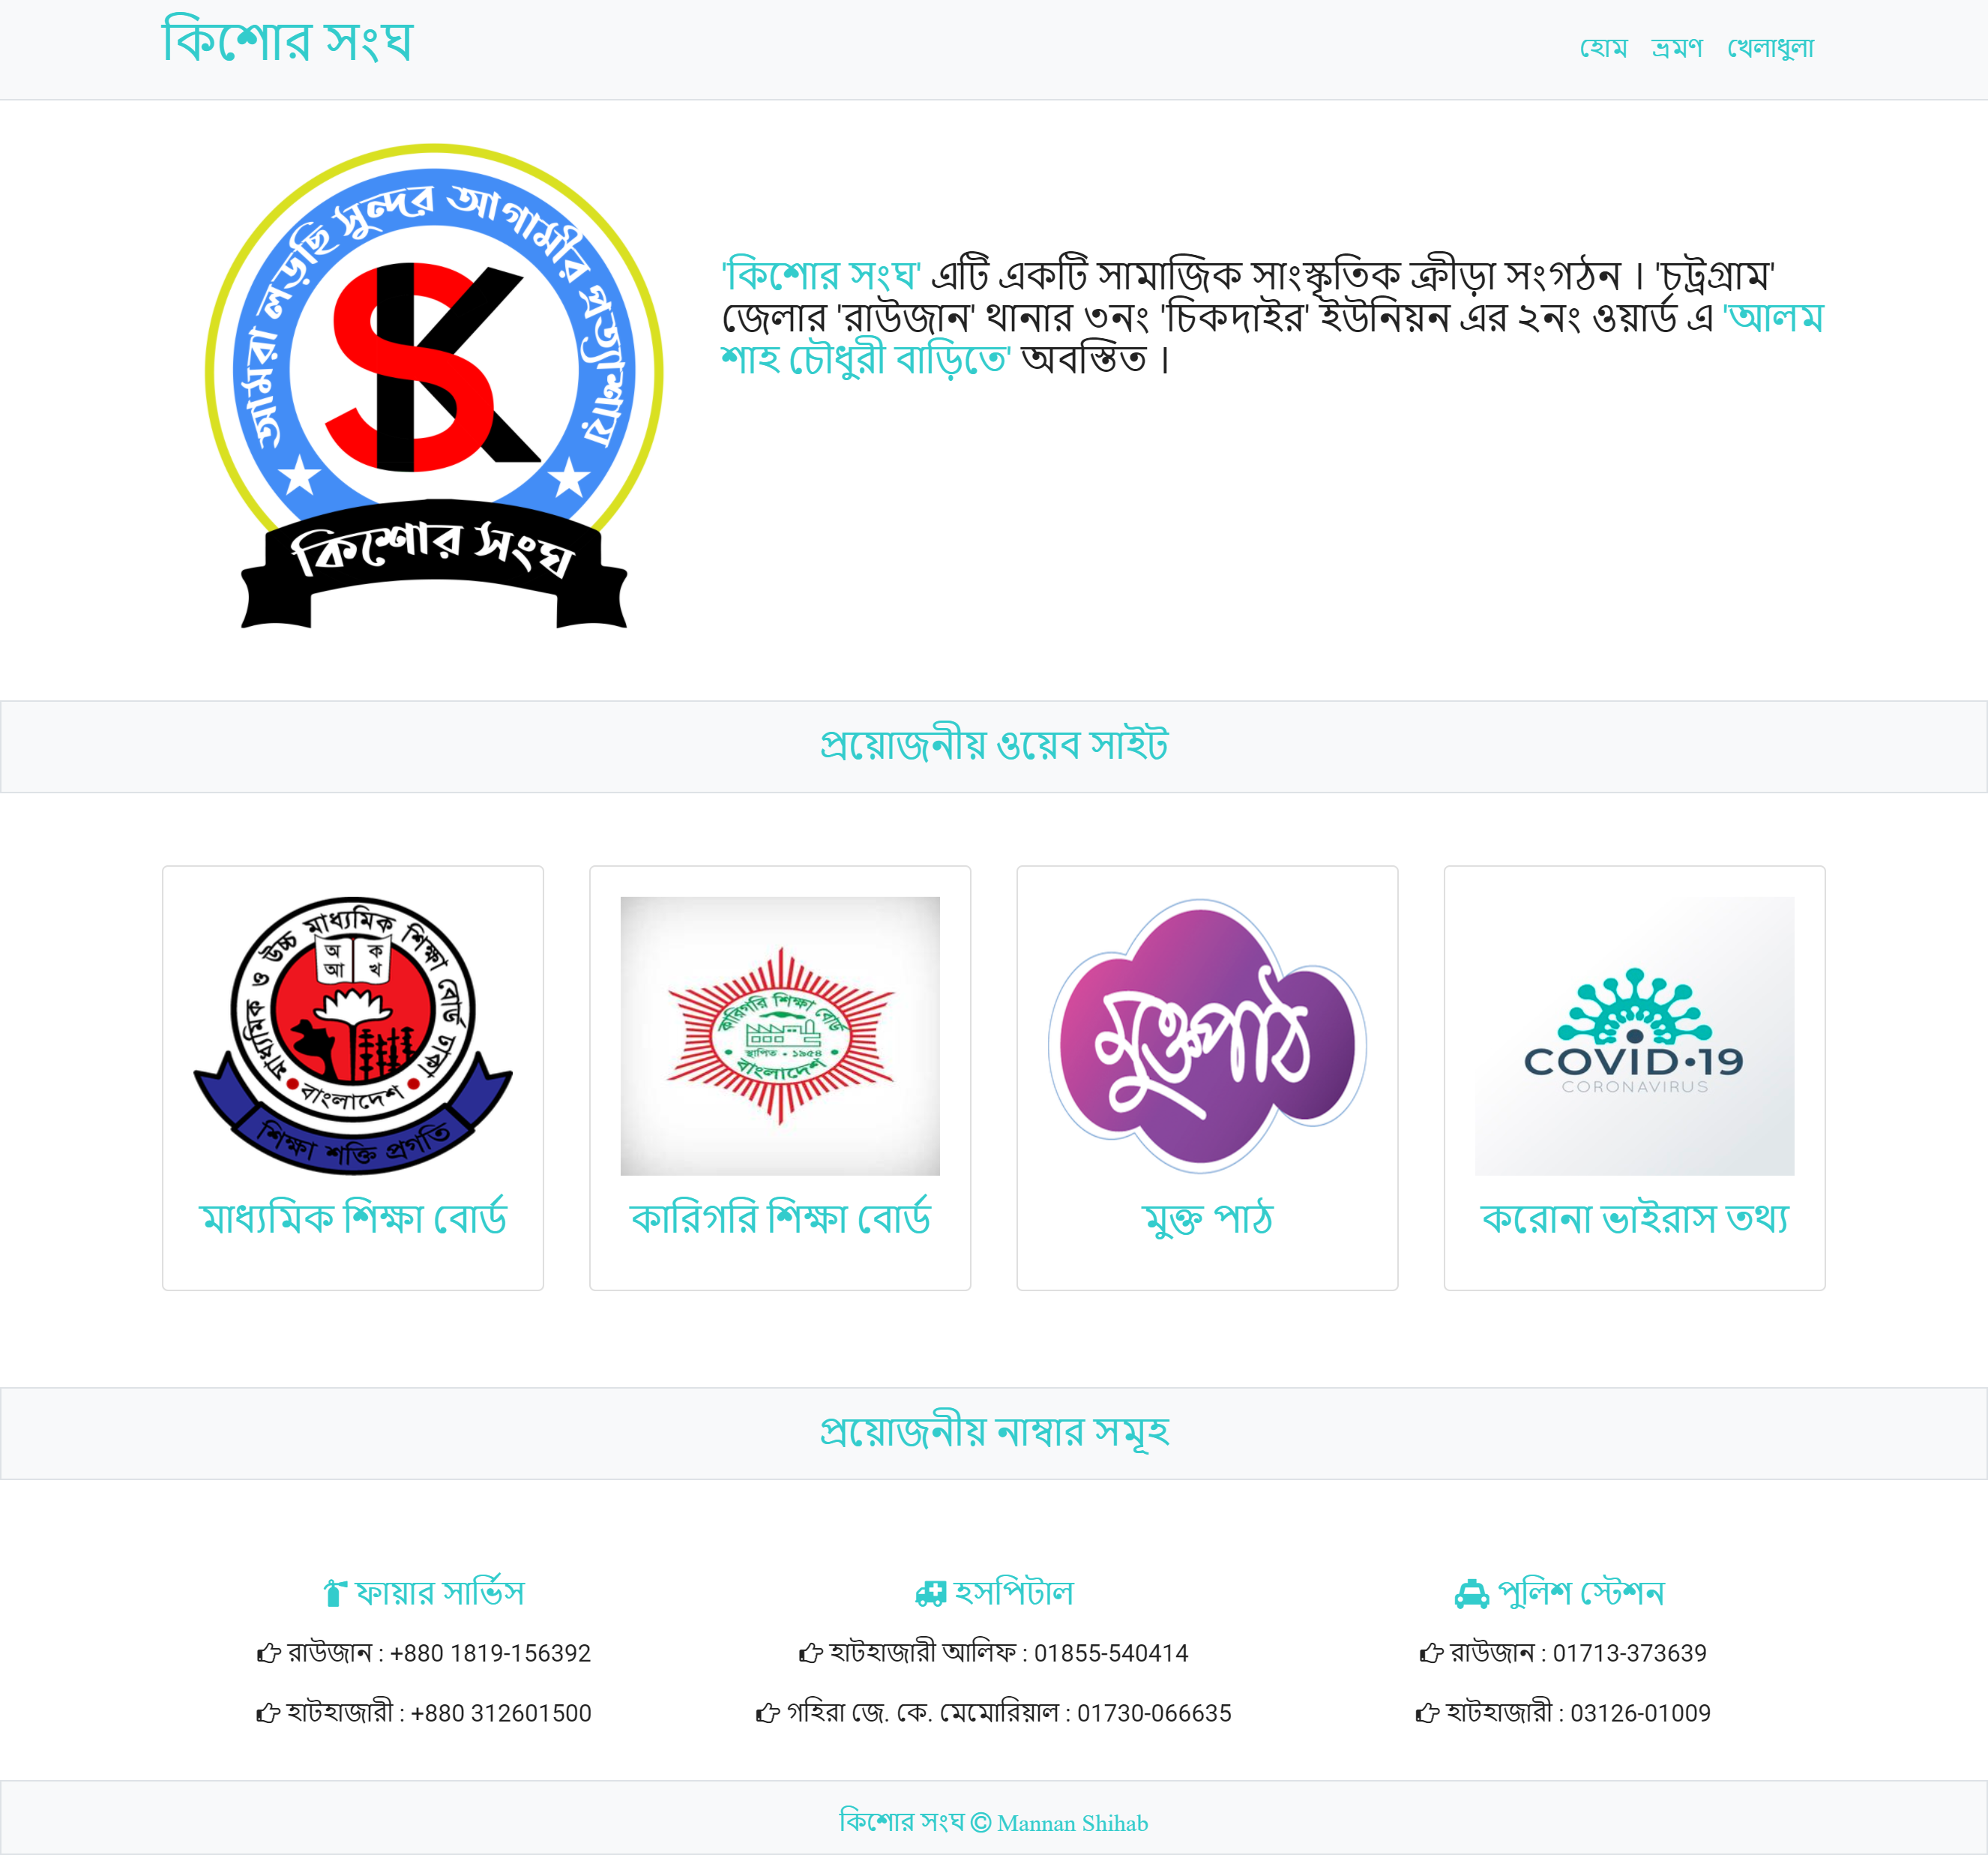 কিশোর সংঘ
হোম ভ্রমণ খেলাধুলা
আমরা লড়ছি সুন্দর আগামীর প্রত্যাশায়
SK
কিশোর সংঘ
'কিশোর সংঘ' এটি একটি সামাজিক সাংস্কৃতিক ক্রীড়া সংগঠন । 'চট্রগ্রাম'
জেলার 'রাউজান' থানার ৩নং 'চিকদাইর' ইউনিয়ন এর ২নং ওয়ার্ড এ 'আলম
শাহ চৌধুরী বাড়িতে' অবস্তিত ।
প্রয়োজনীয় ওয়েব সাইট
মাধ্যমিক ও উচ্চ মাধ্যমিক শিক্ষা বোর্ড ঢাকা
অ ক
আ খ
বাংলাদেশ
শিক্ষা শক্তি প্রগতি
মাধ্যমিক শিক্ষা বোর্ড
কারিগরি শিক্ষা বোর্ড
স্থাপিত • ১৯৫৪
বাংলাদেশ
কারিগরি শিক্ষা বোর্ড
মুক্তপাঠ
মুক্ত পাঠ
COVID•19
CORONAVIRUS
করোনা ভাইরাস তথ্য
প্রয়োজনীয় নাম্বার সমূহ
ফায়ার সার্ভিস
রাউজান : +880 1819-156392
হাটহাজারী : +880 312601500
হসপিটাল
হাটহাজারী আলিফ : 01855-540414
গহিরা জে. কে. মেমোরিয়াল : 01730-066635
পুলিশ স্টেশন
রাউজান : 01713-373639
হাটহাজারী : 03126-01009
কিশোর সংঘ © Mannan Shihab